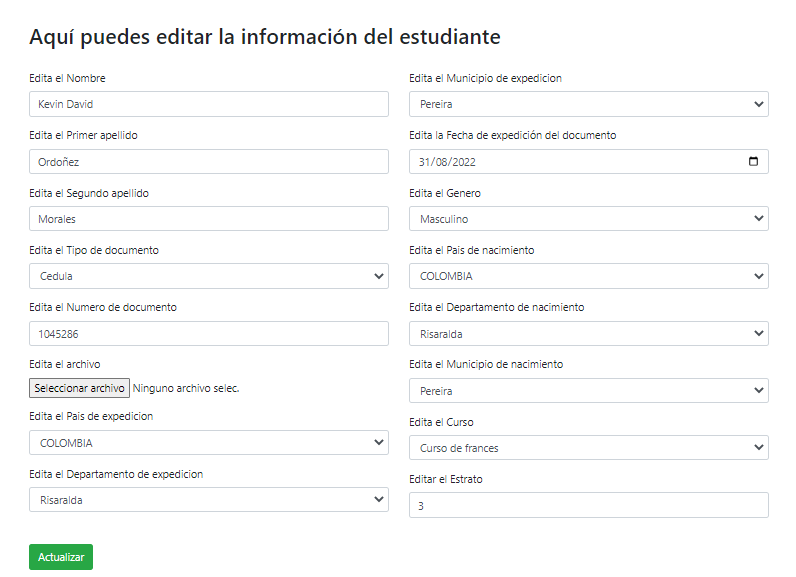 Aquí puedes editar la información del estudiante
Edita el Nombre
Kevin David
Edita el Primer apellido
Ordoñez
Edita el Segundo apellido
Morales
Edita el Tipo de documento
Cedula
Edita el Numero de documento
1045286
Edita el archivo
Seleccionar archivo Ninguno archivo selec.
Edita el Pais de expedicion
COLOMBIA
Edita el Departamento de expedicion
Risaralda
Edita el Municipio de expedicion
Pereira
Edita la Fecha de expedición del documento
31/08/2022
Edita el Genero
Masculino
Edita el Pais de nacimiento
COLOMBIA
Edita el Departamento de nacimiento
Risaralda
Edita el Municipio de nacimiento
Pereira
Edita el Curso
Curso de frances
Editar el Estrato
3
Actualizar